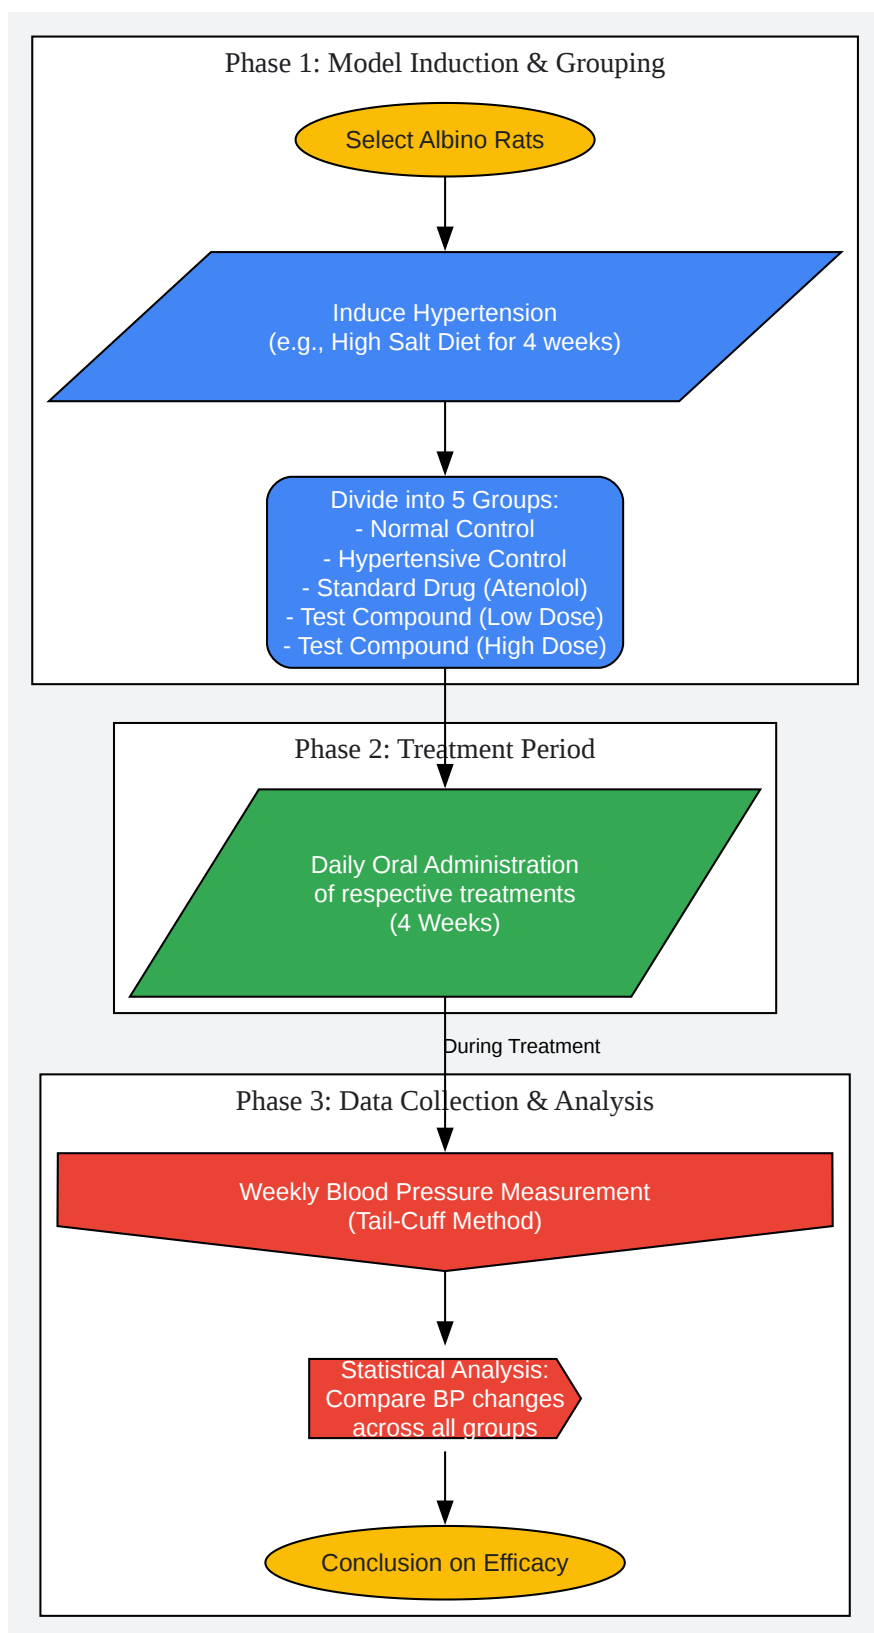 Phase 1: Model Induction & Grouping
Select Albino Rats
Induce Hypertension
(e.g., High Salt Diet for 4 weeks)
Divide into 5 Groups:
- Normal Control
- Hypertensive Control
- Standard Drug (Atenolol)
- Test Compound (Low Dose)
- Test Compound (High Dose)
Phase 2: Treatment Period
Daily Oral Administration
of respective treatments
(4 Weeks)
During Treatment
Phase 3: Data Collection & Analysis
Weekly Blood Pressure Measurement
(Tail-Cuff Method)
Statistical Analysis:
Compare BP changes
across all groups
Conclusion on Efficacy